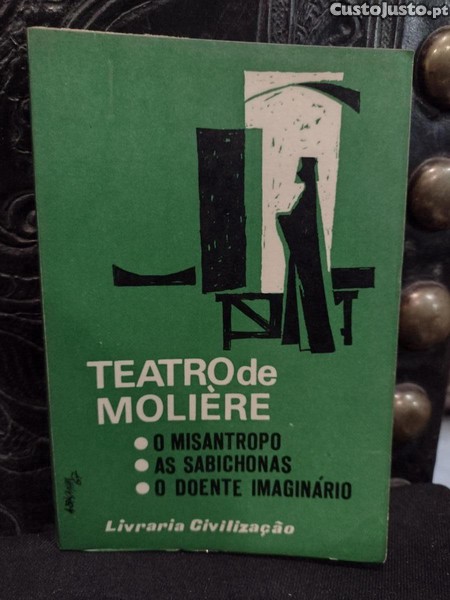 CustoJusto.pt
TEATRO de
MOLIÈRE
O MISANTROPO
AS SABICHONAS
O DOENTE IMAGINÁRIO
Livraria Civilização